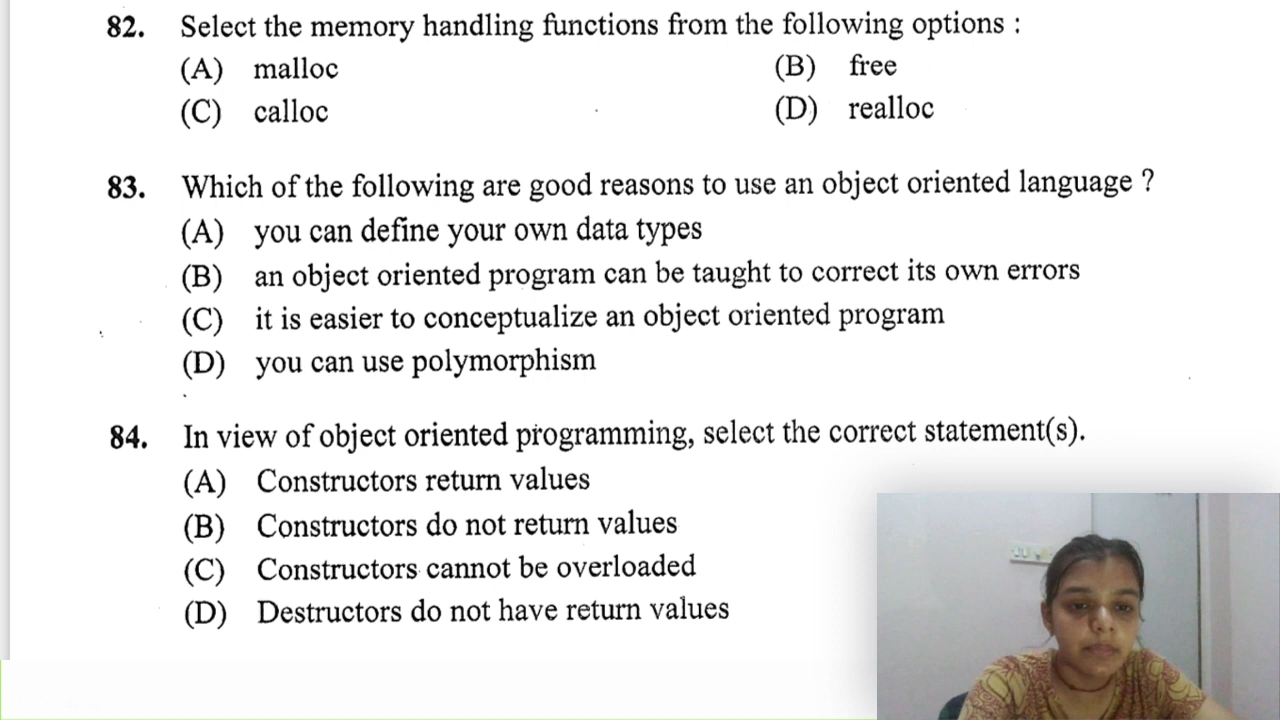 82. Select the memory handling functions from the following options :
(A) malloc (B) free
(C) calloc (D) realloc
83. Which of the following are good reasons to use an object oriented language ?
(A) you can define your own data types
(B) an object oriented program can be taught to correct its own errors
(C) it is easier to conceptualize an object oriented program
(D) you can use polymorphism
84. In view of object oriented programming, select the correct statement(s).
(A) Constructors return values
(B) Constructors do not return values
(C) Constructors cannot be overloaded
(D) Destructors do not have return values